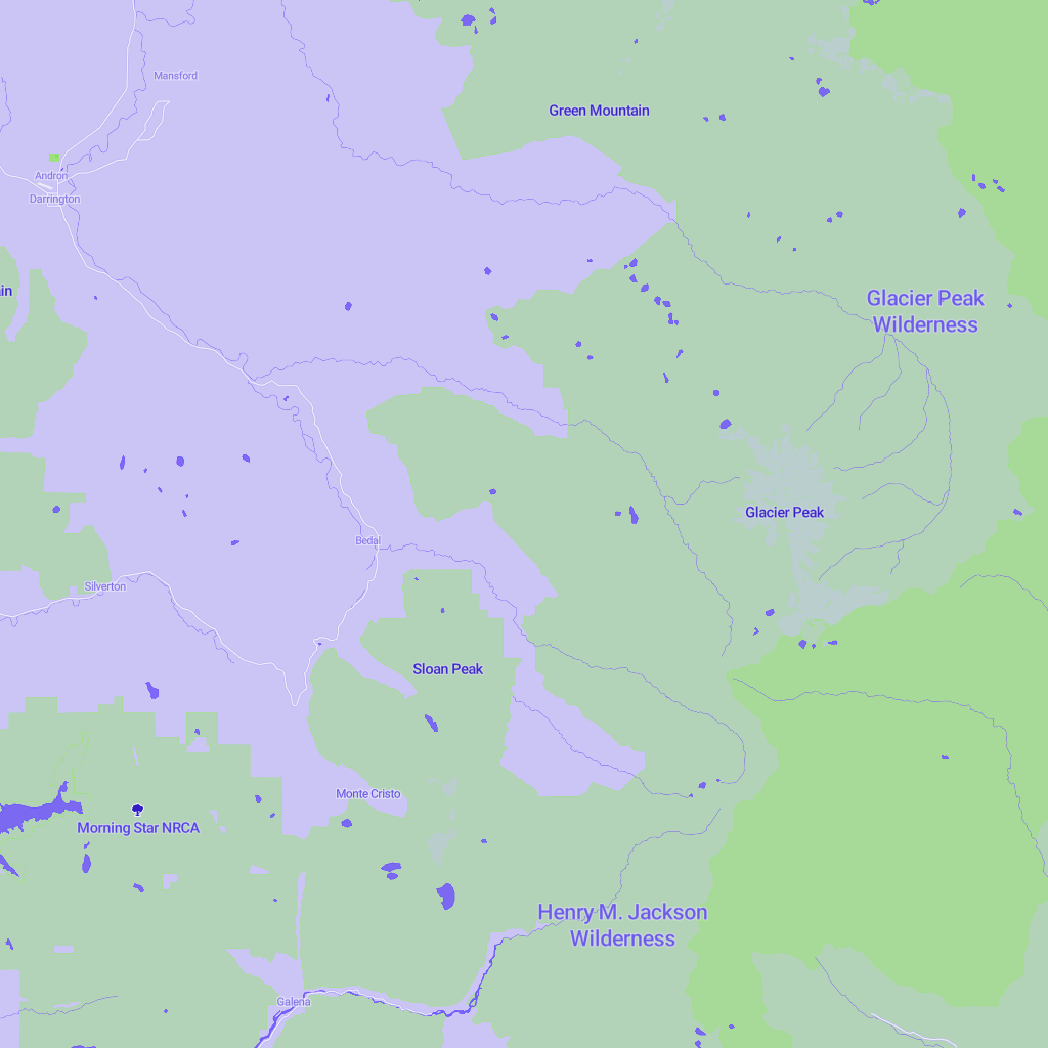 Mansford
Green Mountain
Andron
Darrington
in
Glacier Peak
Wilderness
Glacier Peak
Bedal
Silverton
Sloan Peak
Monte Cristo
Morning Star NRCA
Henry M. Jackson
Wilderness
Galena